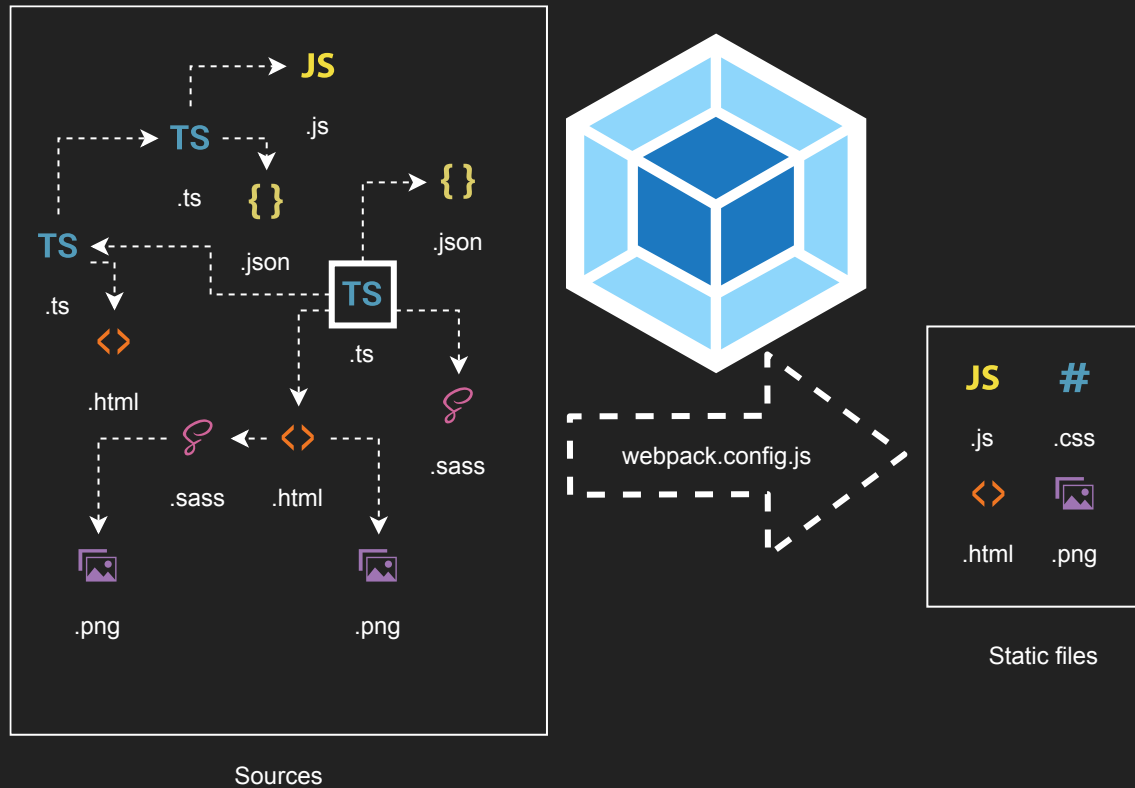 JS
.js
TS
.ts
{ }
.json
{ }
.json
TS
.ts
TS
.ts
<>
.html
.sass
<>
.html
.sass
.png
.png
Sources
webpack.config.js
JS
#
.js
.css
<>
.html
.png
Static files